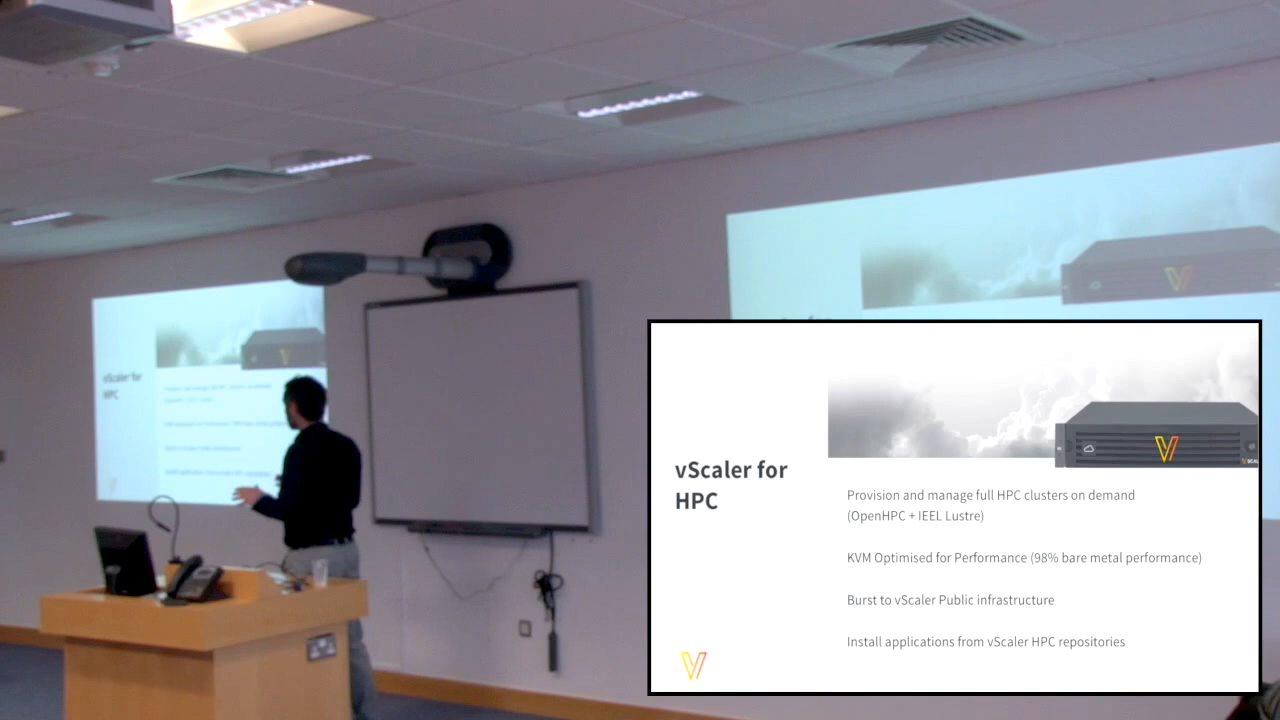 vScaler for
HPC
vScaler for
HPC
Provision and manage full HPC clusters on demand
(OpenHPC + IEEL Lustre)
KVM Optimised for Performance (98% bare metal performance)
Burst to vScaler Public infrastructure
Install applications from vScaler HPC repositories